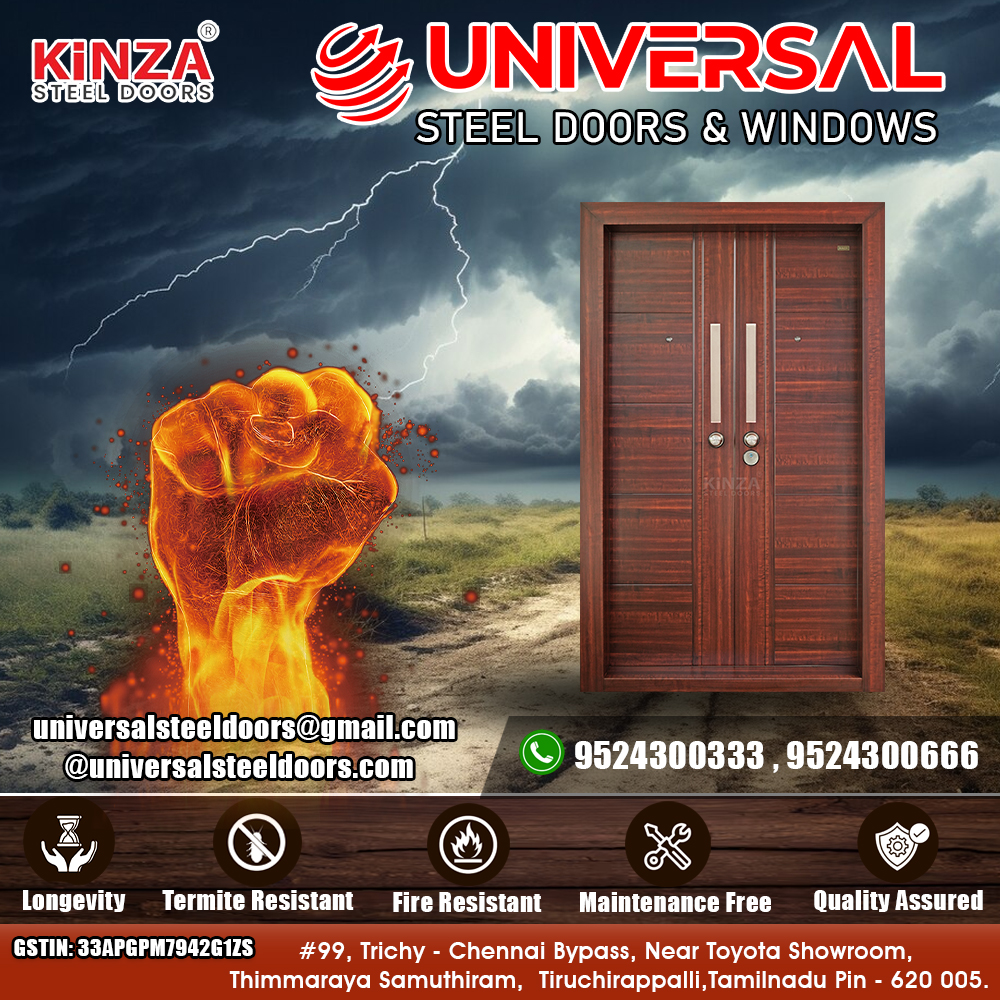 KiNZA®
STEEL DOORS
UNIVERSAL
STEEL DOORS & WINDOWS
KiNZA
STEEL DOORS
universalsteeldoors@gmail.com
@universalsteeldoors.com
9524300333 , 9524300666
Longevity
Termite Resistant
Fire Resistant
Maintenance Free
Quality Assured
GSTIN: 33APGPM7942G1ZS
#99, Trichy - Chennai Bypass, Near Toyota Showroom,
Thimmaraya Samuthiram, Tiruchirappalli,Tamilnadu Pin - 620 005.